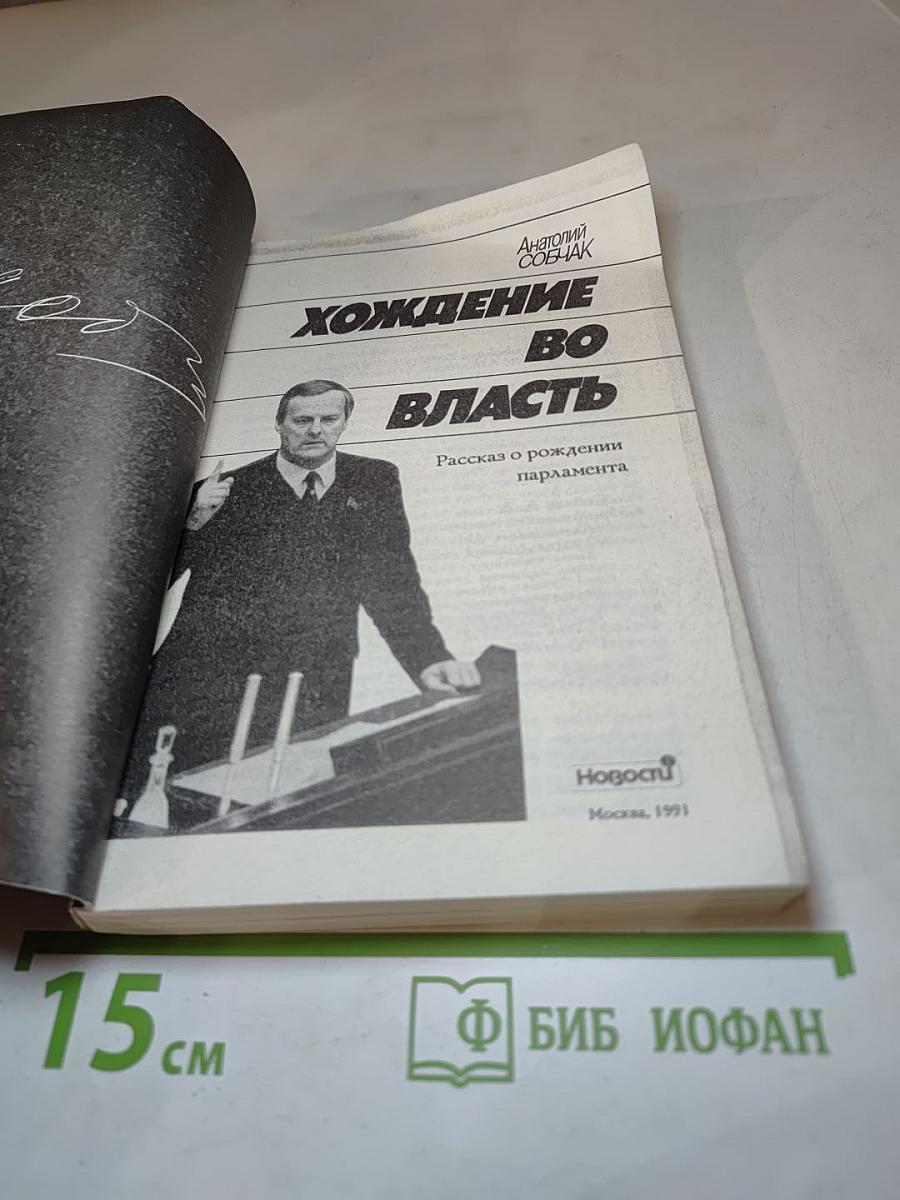 Анатолий
СОБЧАК
ХОЖДЕНИЕ
ВО
ВЛАСТЬ
Рассказ о рождении
парламента
Новости
Москва, 1991
15 см
Ф БИБ ИОФАН